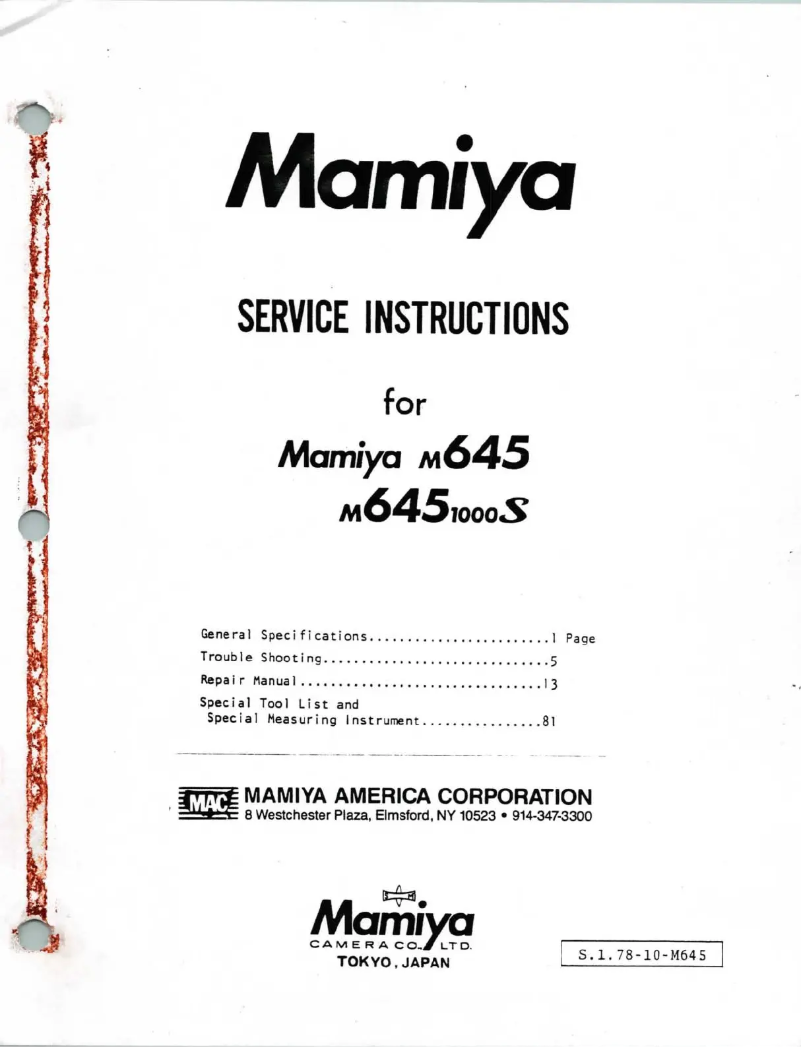 Mamiya
SERVICE INSTRUCTIONS
for
Mamiya M645
M645 1000S
General Specifications........................1 Page
Trouble Shooting..............................5
Repair Manual................................13
Special Tool List and
Special Measuring Instrument................81
MAC MAMIYA AMERICA CORPORATION
8 Westchester Plaza, Elmsford, NY 10523 • 914-347-3300
S M
Mamiya
CAMERA CO. LTD.
TOKYO, JAPAN
S.1.78-10-M645